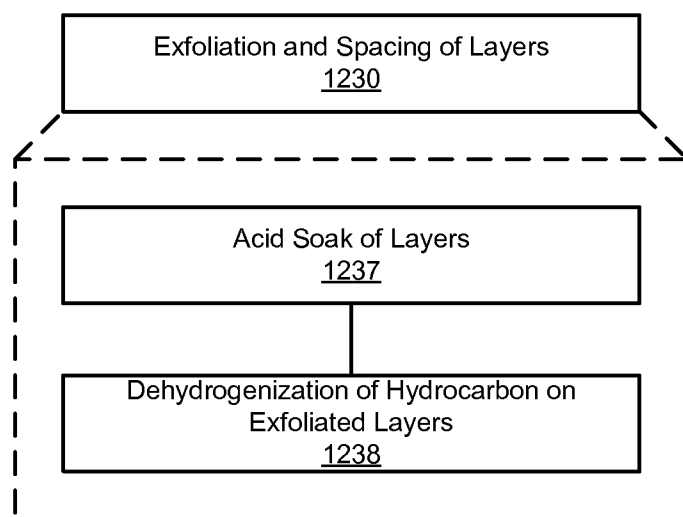 Exfoliation and Spacing of Layers
1230
Acid Soak of Layers
1237
Dehydrogenization of Hydrocarbon on
Exfoliated Layers
1238